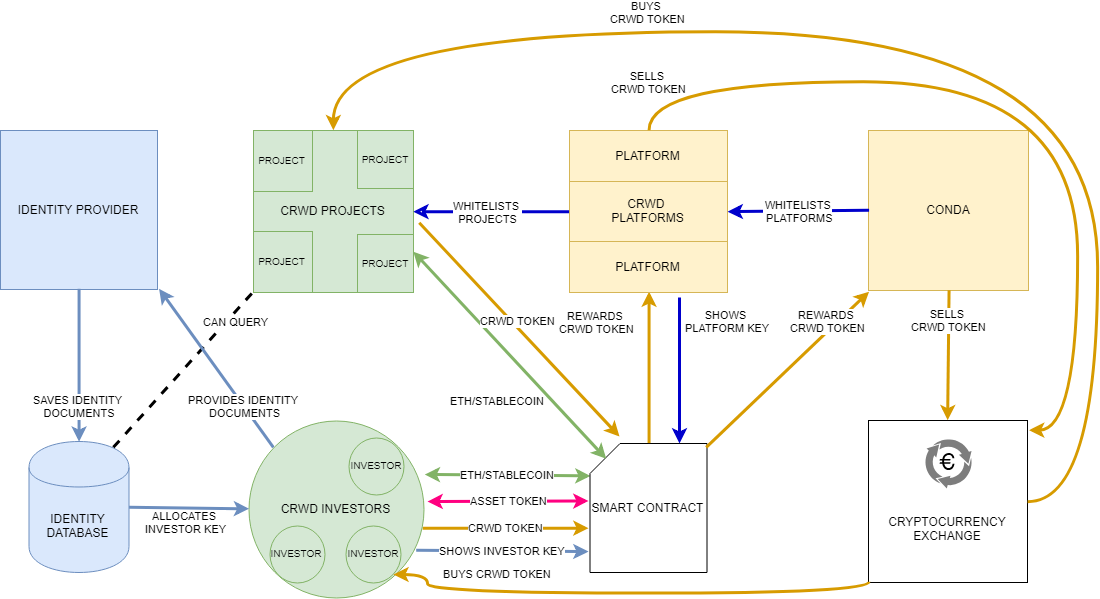 BUYS
CRWD TOKEN
SELLS
CRWD TOKEN
IDENTITY PROVIDER
PROJECT
PROJECT
CRWD PROJECTS
PROJECT
PROJECT
WHITELISTS
PROJECTS
PLATFORM
CRWD
PLATFORMS
PLATFORM
WHITELISTS
PLATFORMS
CONDA
CAN QUERY
CRWD TOKEN
REWARDS
CRWD TOKEN
SHOWS
PLATFORM KEY
REWARDS
CRWD TOKEN
SELLS
CRWD TOKEN
SAVES IDENTITY
DOCUMENTS
PROVIDES IDENTITY
DOCUMENTS
ETH/STABLECOIN
IDENTITY
DATABASE
ALLOCATES
INVESTOR KEY
INVESTOR
CRWD INVESTORS
INVESTOR
INVESTOR
ETH/STABLECOIN
ASSET TOKEN
CRWD TOKEN
SHOWS INVESTOR KEY
BUYS CRWD TOKEN
SMART CONTRACT
€
CRYPTOCURRENCY
EXCHANGE